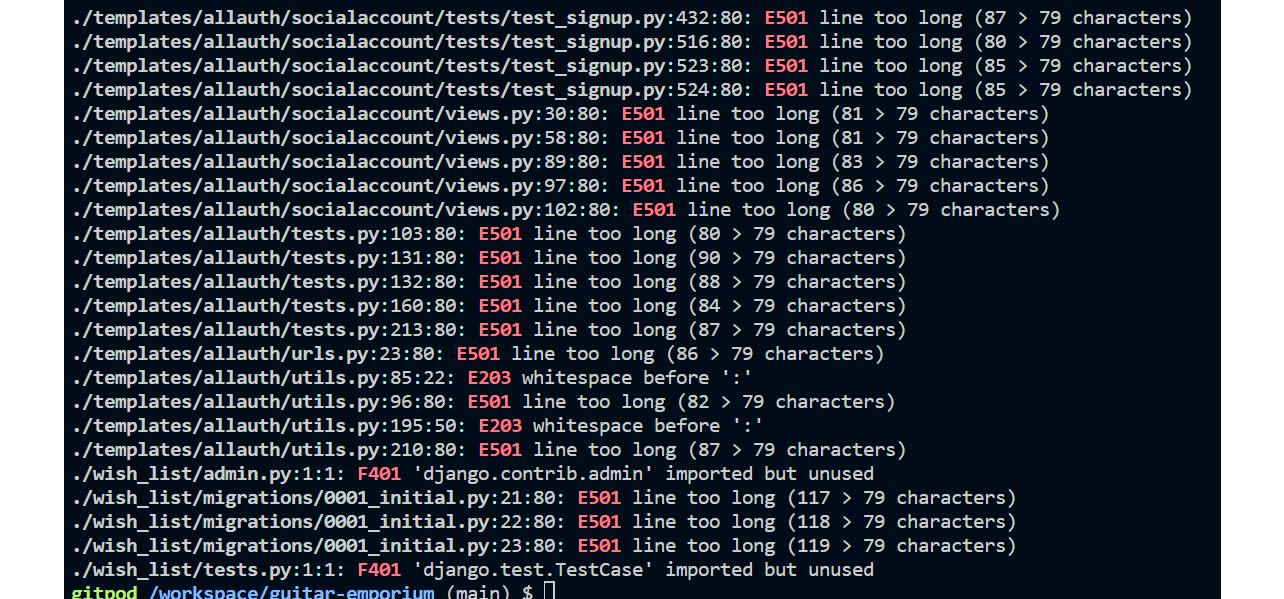 ./templates/allauth/socialaccount/tests/test_signup.py:432:80: E501 line too long (87 > 79 characters)
./templates/allauth/socialaccount/tests/test_signup.py:516:80: E501 line too long (80 > 79 characters)
./templates/allauth/socialaccount/tests/test_signup.py:523:80: E501 line too long (85 > 79 characters)
./templates/allauth/socialaccount/tests/test_signup.py:524:80: E501 line too long (85 > 79 characters)
./templates/allauth/socialaccount/views.py:30:80: E501 line too long (81 > 79 characters)
./templates/allauth/socialaccount/views.py:58:80: E501 line too long (81 > 79 characters)
./templates/allauth/socialaccount/views.py:89:80: E501 line too long (83 > 79 characters)
./templates/allauth/socialaccount/views.py:97:80: E501 line too long (86 > 79 characters)
./templates/allauth/socialaccount/views.py:102:80: E501 line too long (80 > 79 characters)
./templates/allauth/tests.py:103:80: E501 line too long (80 > 79 characters)
./templates/allauth/tests.py:131:80: E501 line too long (90 > 79 characters)
./templates/allauth/tests.py:132:80: E501 line too long (88 > 79 characters)
./templates/allauth/tests.py:160:80: E501 line too long (84 > 79 characters)
./templates/allauth/tests.py:213:80: E501 line too long (87 > 79 characters)
./templates/allauth/urls.py:23:80: E501 line too long (86 > 79 characters)
./templates/allauth/utils.py:85:22: E203 whitespace before ':'
./templates/allauth/utils.py:96:80: E501 line too long (82 > 79 characters)
./templates/allauth/utils.py:195:50: E203 whitespace before ':'
./templates/allauth/utils.py:210:80: E501 line too long (87 > 79 characters)
./wish_list/admin.py:1:1: F401 'django.contrib.admin' imported but unused
./wish_list/migrations/0001_initial.py:21:80: E501 line too long (117 > 79 characters)
./wish_list/migrations/0001_initial.py:22:80: E501 line too long (118 > 79 characters)
./wish_list/migrations/0001_initial.py:23:80: E501 line too long (119 > 79 characters)
./wish_list/tests.py:1:1: F401 'django.test.TestCase' imported but unused
gitpod /workspace/guitar-emporium (main) $